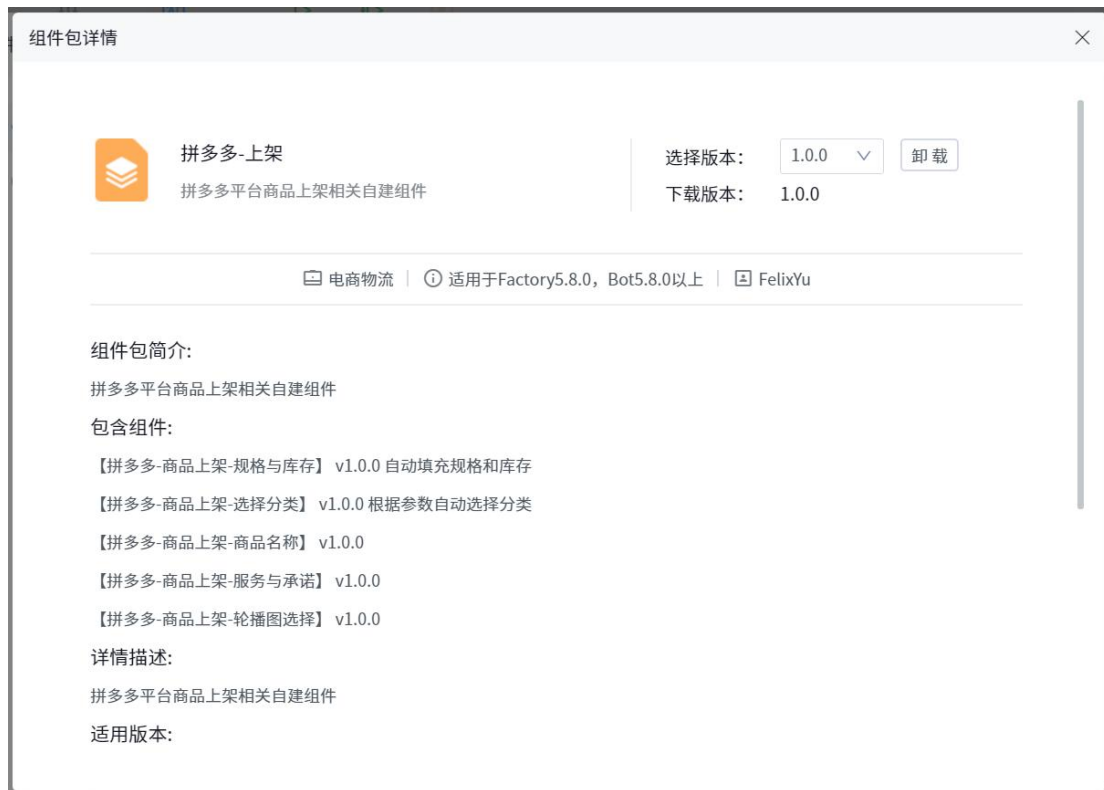 组件包详情
拼多多-上架
拼多多平台商品上架相关自建组件
选择版本: 1.0.0 卸载
下载版本: 1.0.0
电商物流 适用于Factory5.8.0，Bot5.8.0以上 FelixYu
组件包简介:
拼多多平台商品上架相关自建组件
包含组件:
【拼多多-商品上架-规格与库存】 v1.0.0 自动填充规格和库存
【拼多多-商品上架-选择分类】 v1.0.0 根据参数自动选择分类
【拼多多-商品上架-商品名称】 v1.0.0
【拼多多-商品上架-服务与承诺】 v1.0.0
【拼多多-商品上架-轮播图选择】 v1.0.0
详情描述:
拼多多平台商品上架相关自建组件
适用版本: